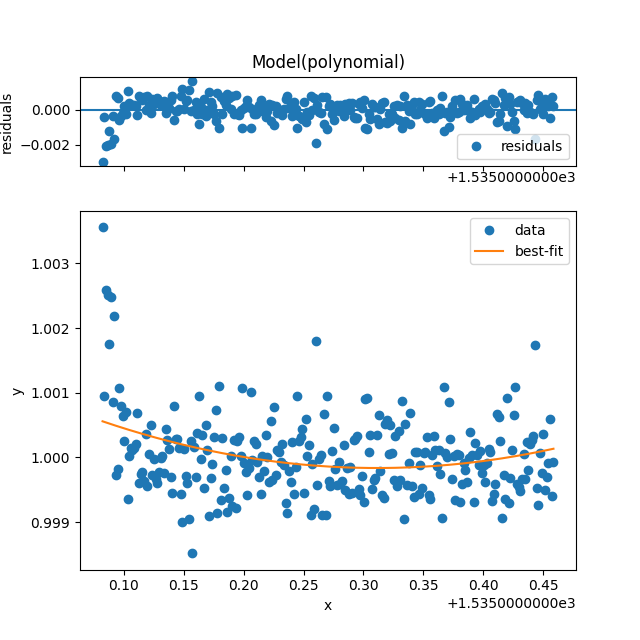 Model(polynomial)
residuals
0.000
−0.002
residuals
+1.5350000000e3
y
1.003
1.002
1.001
1.000
0.999
data
best-fit
0.10 0.15 0.20 0.25 0.30 0.35 0.40 0.45
x
+1.5350000000e3